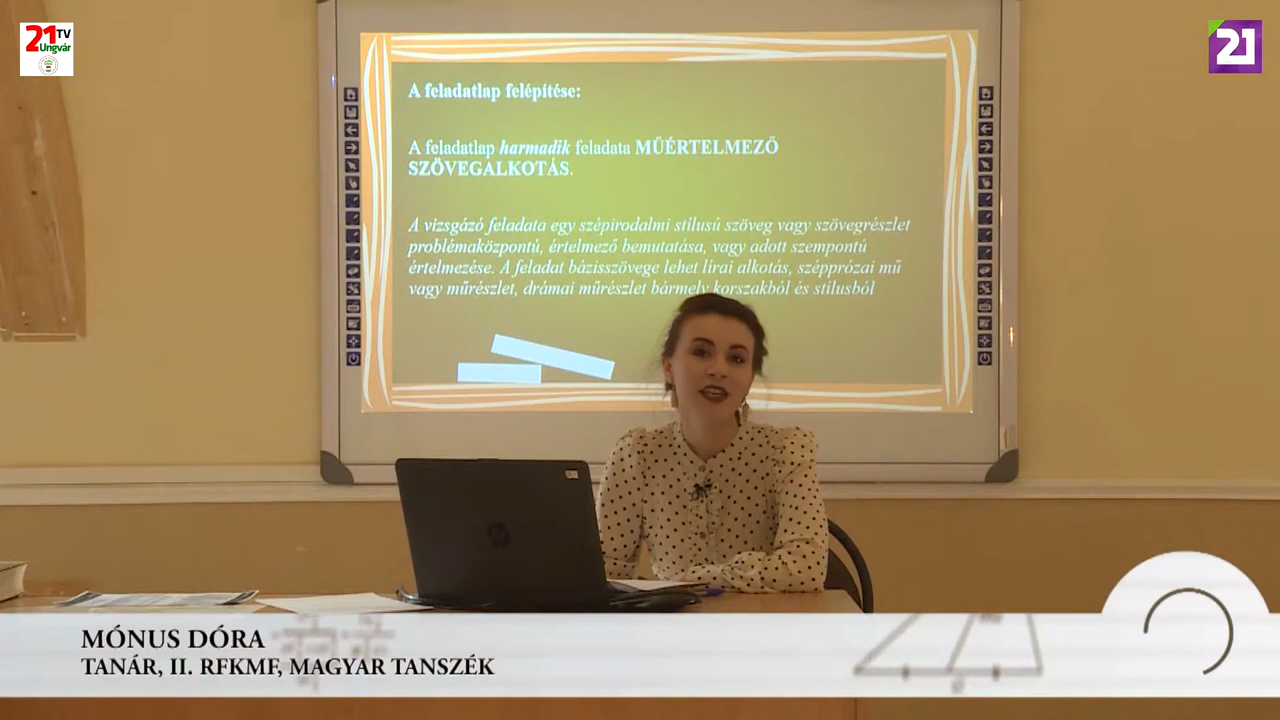 21 TV
Ungvár
21
A feladatlap felépítése:
A feladatlap harmadik feladata MŰÉRTELMEZŐ
SZÖVEGALKOTÁS.
A vizsgázó feladata egy szépirodalmi stílusú szöveg vagy szövegrészlet
problémaközpontú, értelmező bemutatása, vagy adott szempontú
értelmezése. A feladat bázisszövege lehet lírai alkotás, szépprózai mű
vagy műrészlet, drámai műrészlet bármely korszakból és stílusból
hp
MÓNUS DÓRA
TANÁR, II. RFKMF, MAGYAR TANSZÉK